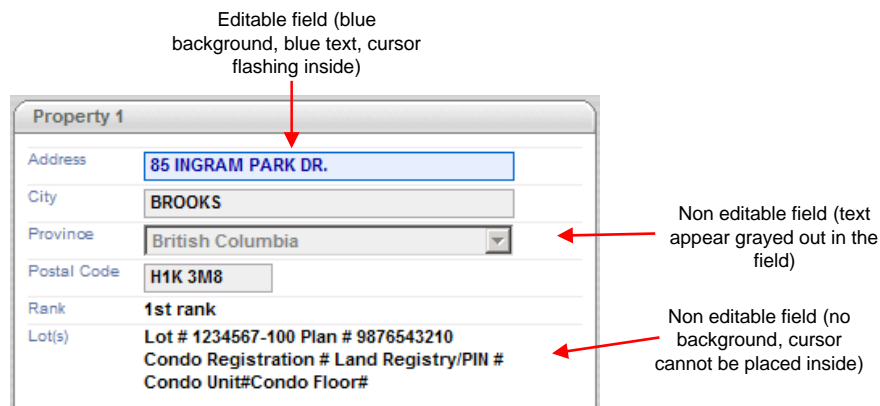 Editable field (blue
background, blue text, cursor
flashing inside)
Property 1
Address
85 INGRAM PARK DR.
City
BROOKS
Province
British Columbia
Non editable field (text
appear grayed out in the
field)
Postal Code
H1K 3M8
Rank
1st rank
Lot(s)
Lot # 1234567-100 Plan # 9876543210
Condo Registration # Land Registry/PIN #
Condo Unit#Condo Floor#
Non editable field (no
background, cursor
cannot be placed inside)